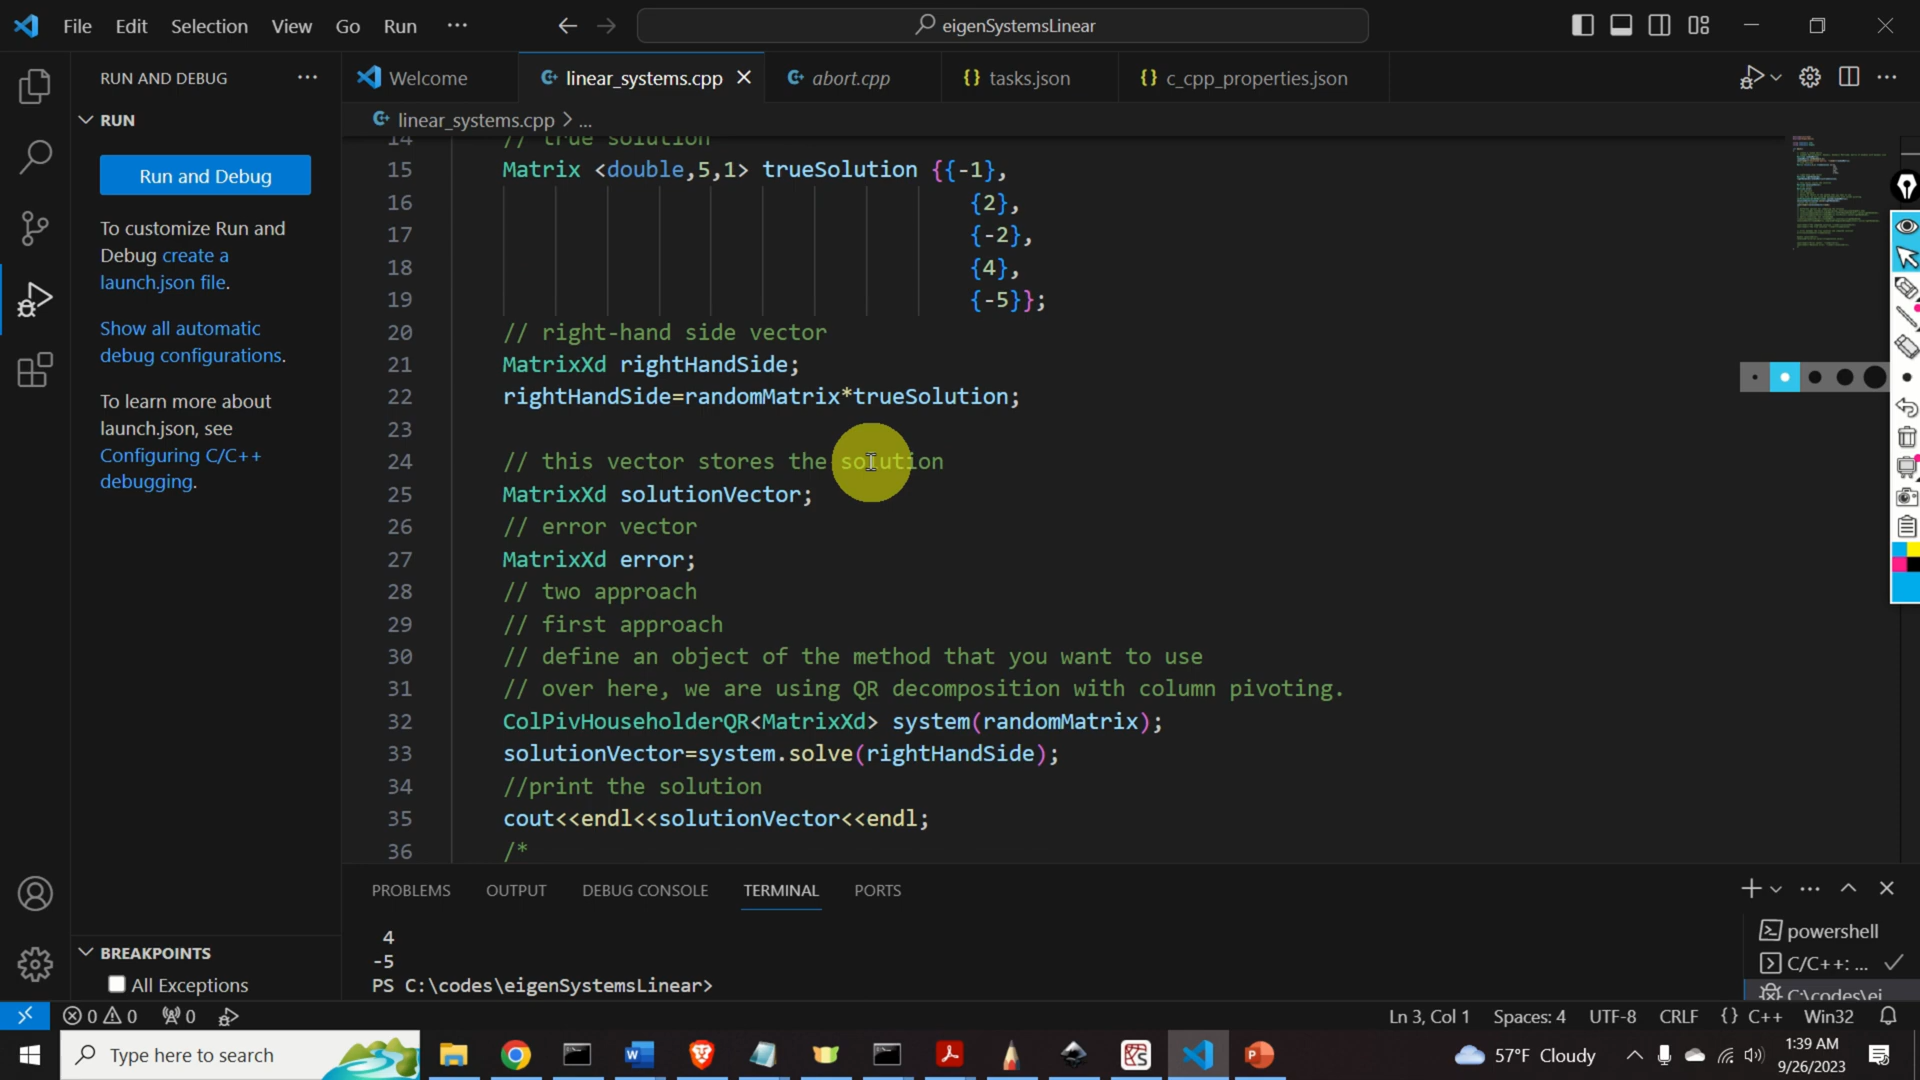 File Edit Selection View Go Run ··· eigenSystemsLinear
RUN AND DEBUG ···
Welcome linear_systems.cpp abort.cpp {} tasks.json {} c_cpp_properties.json
RUN
linear_systems.cpp > ...
Run and Debug
To customize Run and
Debug create a
launch.json file.
Show all automatic
debug configurations.
To learn more about
launch.json, see
Configuring C/C++
debugging.
14 // true solution
15 Matrix <double,5,1> trueSolution {{-1},
16 {2},
17 {-2},
18 {4},
19 {-5}};
20 // right-hand side vector
21 MatrixXd rightHandSide;
22 rightHandSide=randomMatrix*trueSolution;
23
24 // this vector stores the solution
25 MatrixXd solutionVector;
26 // error vector
27 MatrixXd error;
28 // two approach
29 // first approach
30 // define an object of the method that you want to use
31 // over here, we are using QR decomposition with column pivoting.
32 ColPivHouseholderQR<MatrixXd> system(randomMatrix);
33 solutionVector=system.solve(rightHandSide);
34 //print the solution
35 cout<<endl<<solutionVector<<endl;
36 /*
PROBLEMS OUTPUT DEBUG CONSOLE TERMINAL PORTS
4
-5
PS C:\codes\eigenSystemsLinear>
powershell
C/C++: ...
C:\codes\ei
BREAKPOINTS
All Exceptions
0 0 0 Ln 3, Col 1 Spaces: 4 UTF-8 CRLF {} C++ Win32
Type here to search
57°F Cloudy
1:39 AM
9/26/2023